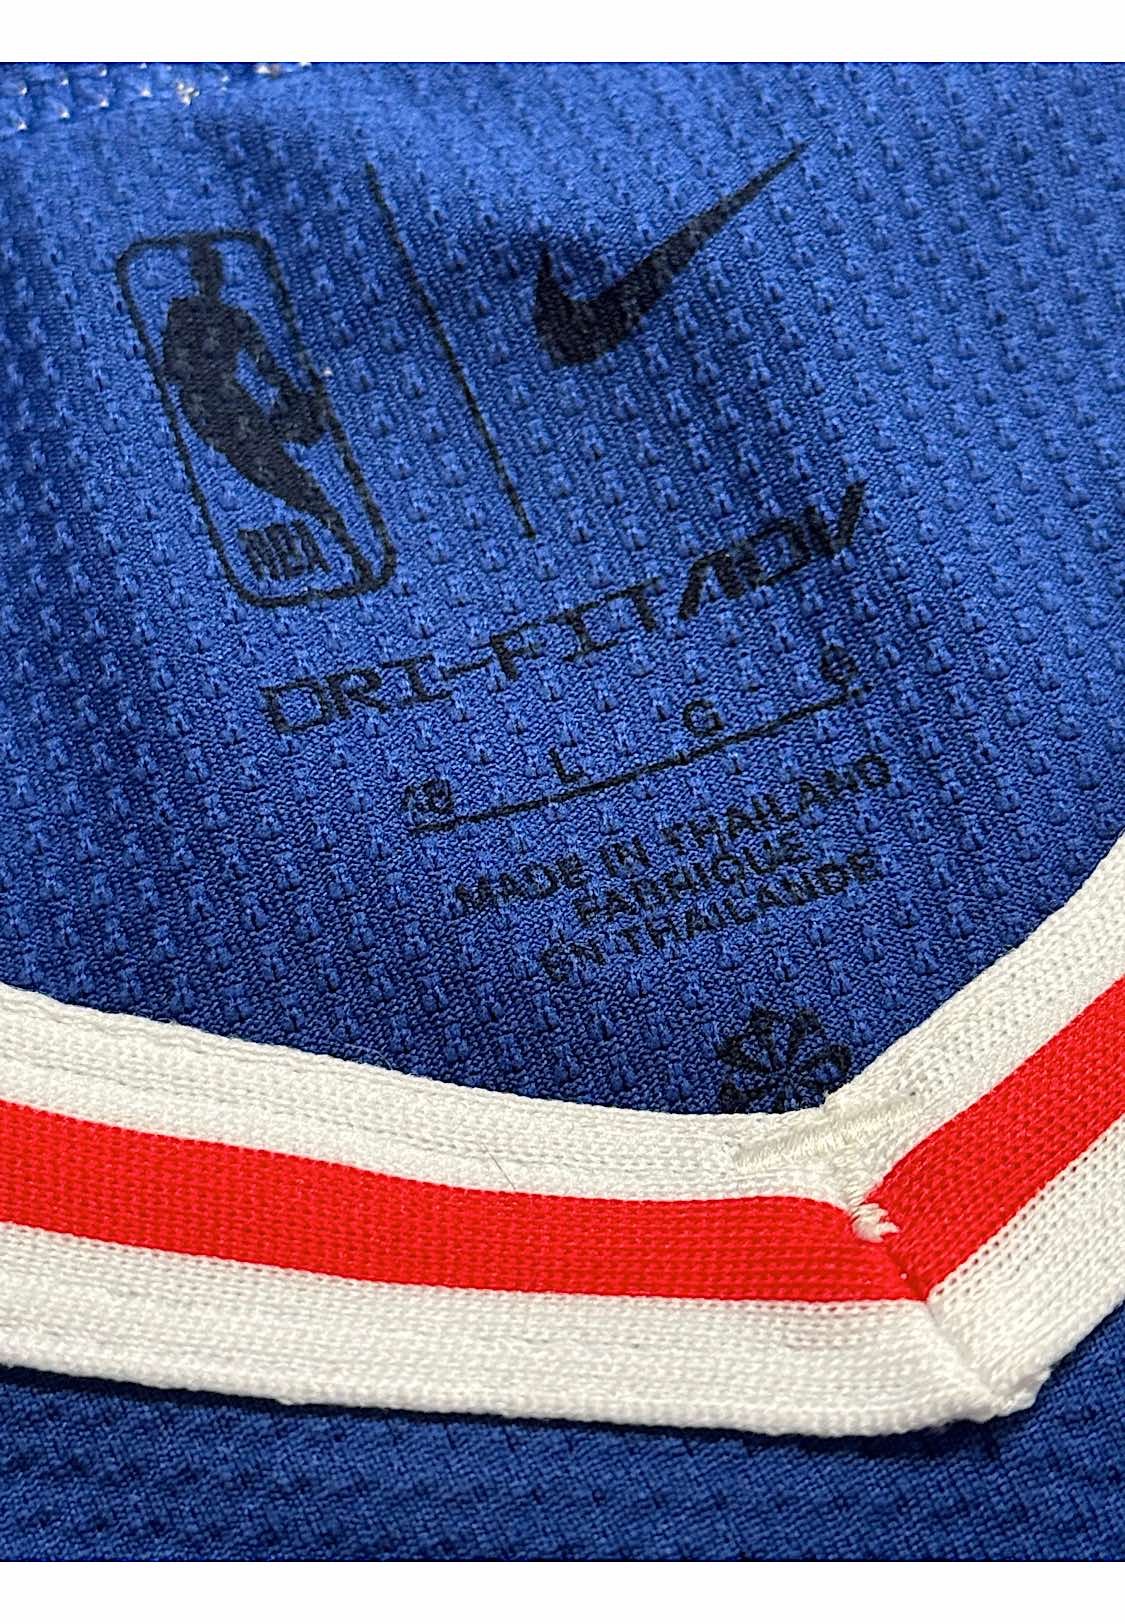 NBA
DRI-FIT ADV
48 L G G
MADE IN THAILAND
FABRIQUÉ
EN THAÏLANDE